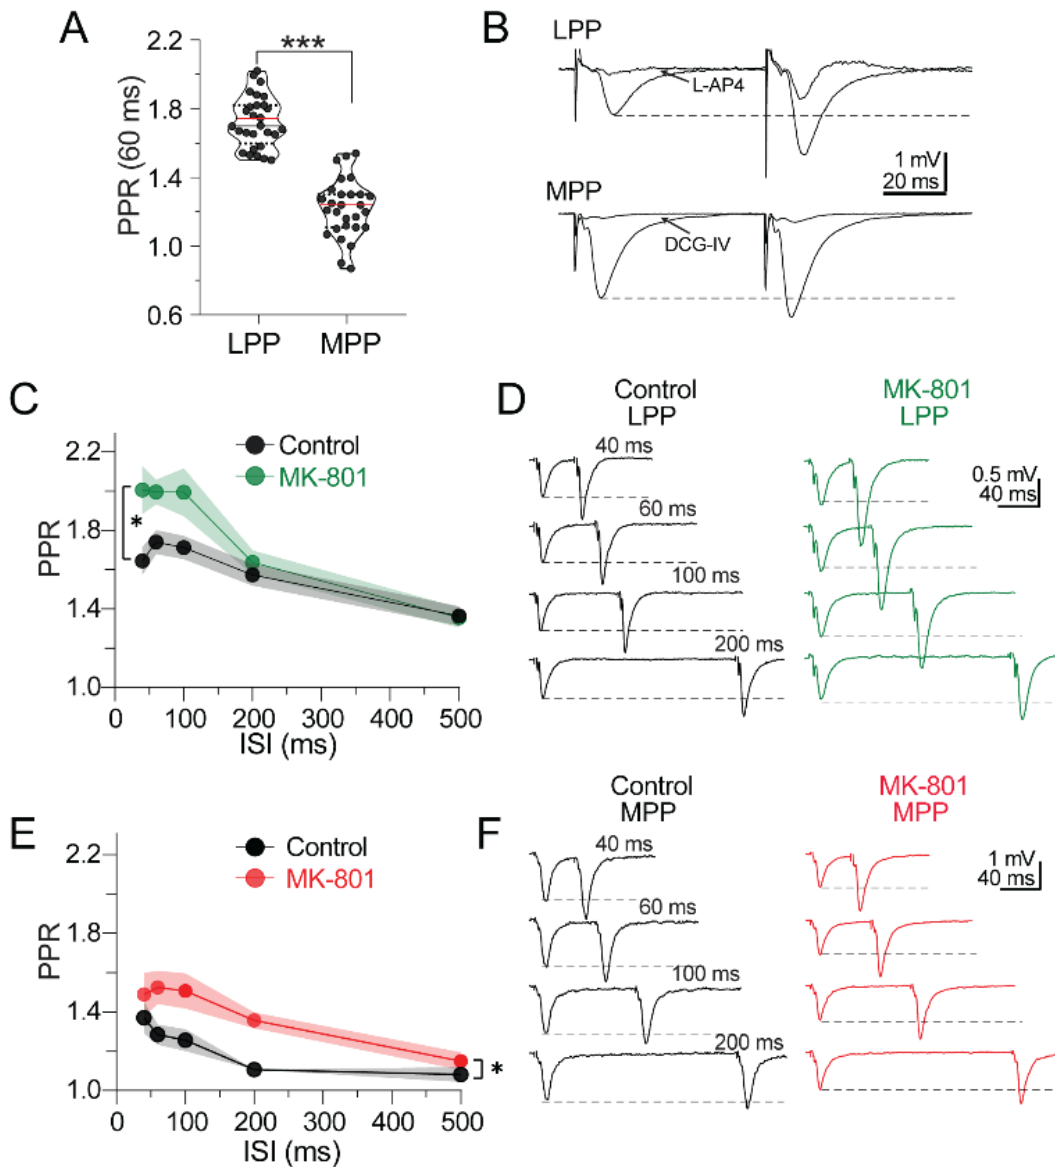 A
PPR (60 ms)
2.2
1.8
1.4
1.0
0.6
***
LPP
MPP
B
LPP
L-AP4
1 mV
20 ms
MPP
DCG-IV
C
PPR
2.2
1.8
1.4
1.0
Control
MK-801
*
0
100
200
300
400
500
ISI (ms)
D
Control
LPP
40 ms
60 ms
100 ms
200 ms
MK-801
LPP
0.5 mV
40 ms
E
PPR
2.2
1.8
1.4
1.0
Control
MK-801
*
0
100
200
300
400
500
ISI (ms)
F
Control
MPP
40 ms
60 ms
100 ms
200 ms
MK-801
MPP
1 mV
40 ms